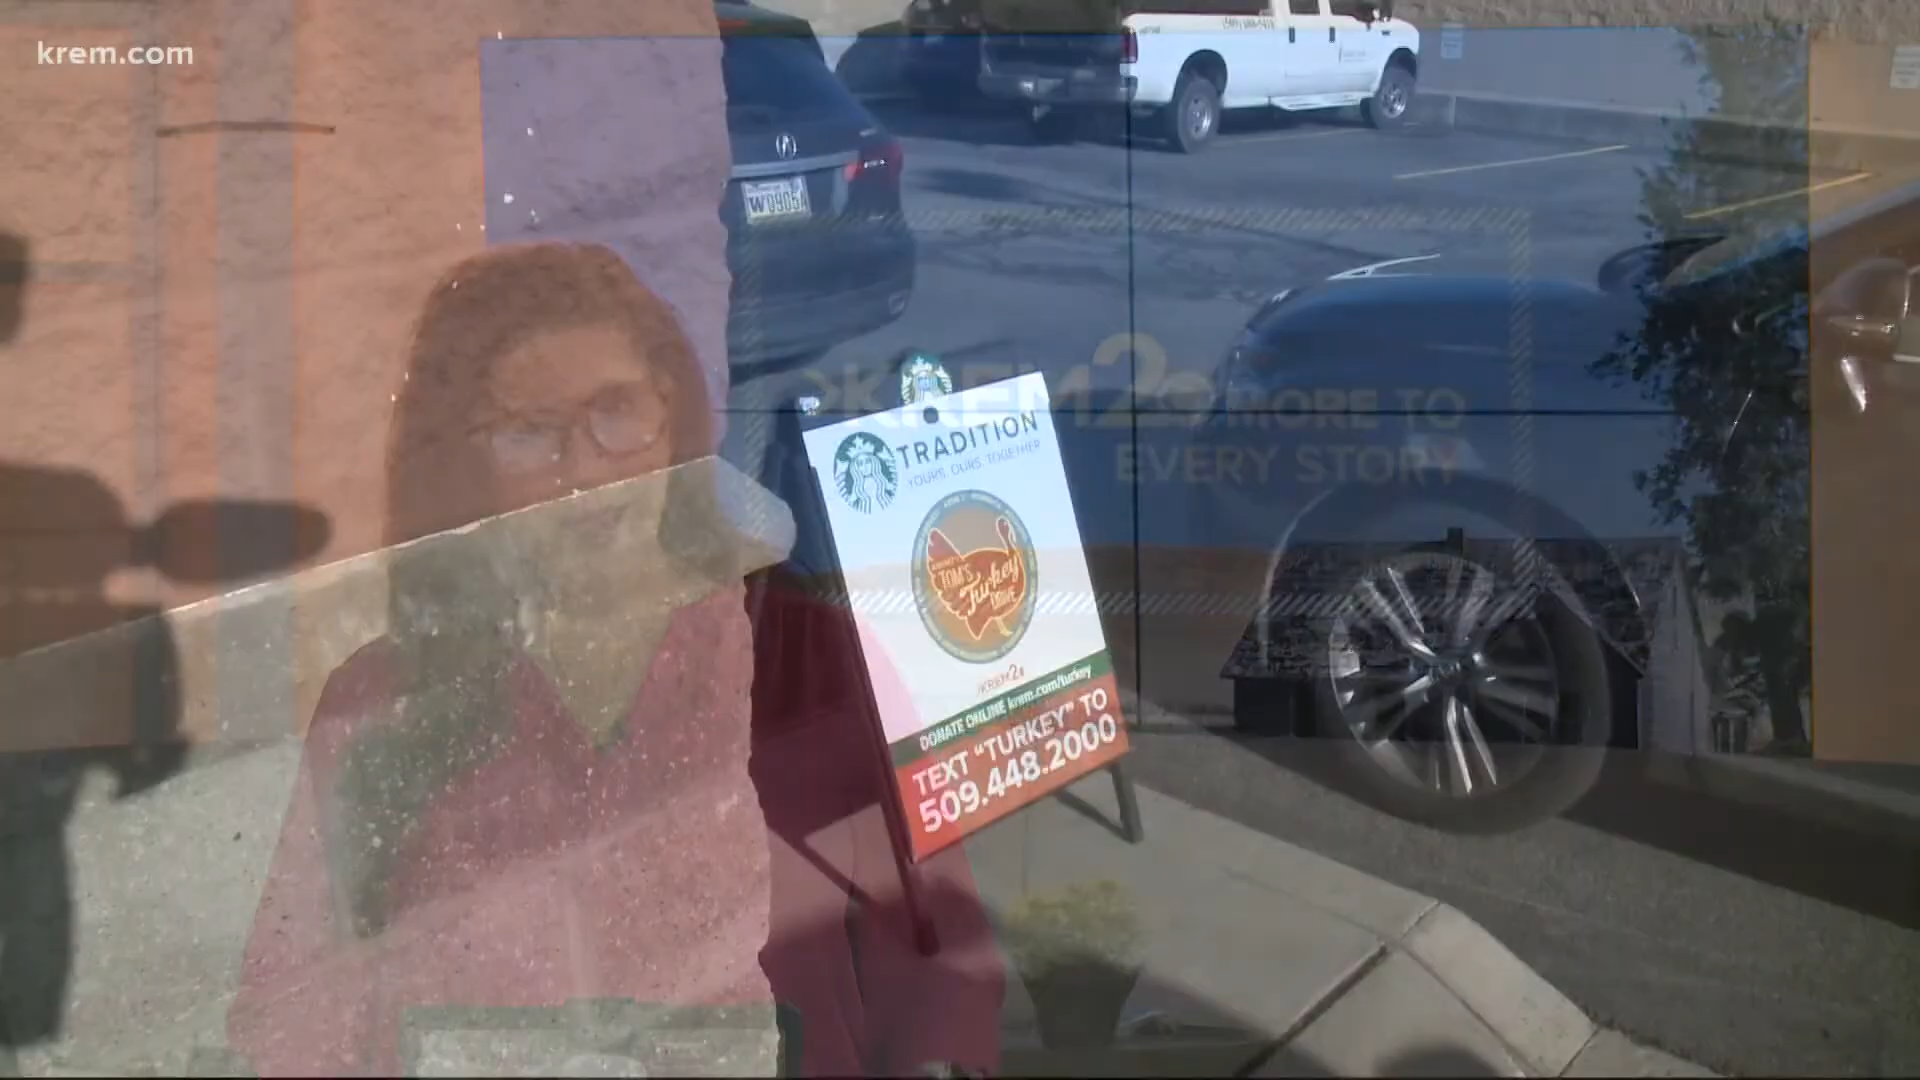 krem.com
W0905A
KREM2
MORE TO
EVERY STORY
TRADITION
YOURS. OURS. TOGETHER
TOM'S
Turkey
DRIVE
KREM2
DONATE ONLINE krem.com/turkey
TEXT "TURKEY" TO
509.448.2000